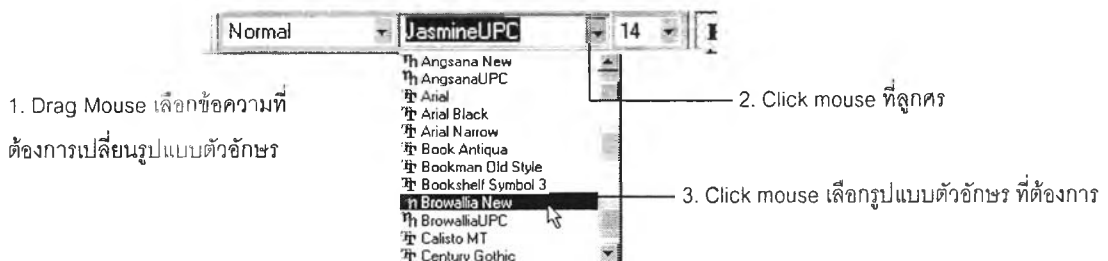 Normal JasmineUPC 14
Angsana New
AngsanaUPC
Arial
Arial Black
Arial Narrow
Book Antiqua
Bookman Old Style
Bookshelf Symbol 3
Browallia New
BrowalliaUPC
Calisto MT
Century Gothic
1. Drag Mouse เลือกข้อความที่
ต้องการเปลี่ยนรูปแบบตัวอักษร
2. Click mouse ที่ลูกศร
3. Click mouse เลือกรูปแบบตัวอักษร ที่ต้องการ